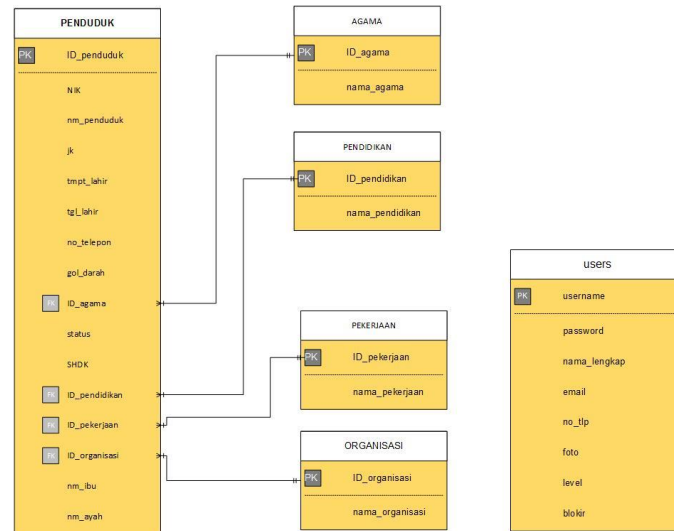 PENDUDUK
PK ID_penduduk
NIK
nm_penduduk
jk
tmpt_lahir
tgl_lahir
no_telepon
gol_darah
FK ID_agama
status
SHDK
FK ID_pendidikan
FK ID_pekerjaan
FK ID_organisasi
nm_ibu
nm_ayah
AGAMA
PK ID_agama
nama_agama
PENDIDIKAN
PK ID_pendidikan
nama_pendidikan
PEKERJAAN
PK ID_pekerjaan
nama_pekerjaan
ORGANISASI
PK ID_organisasi
nama_organisasi
users
PK username
password
nama_lengkap
email
no_tlp
foto
level
blokir